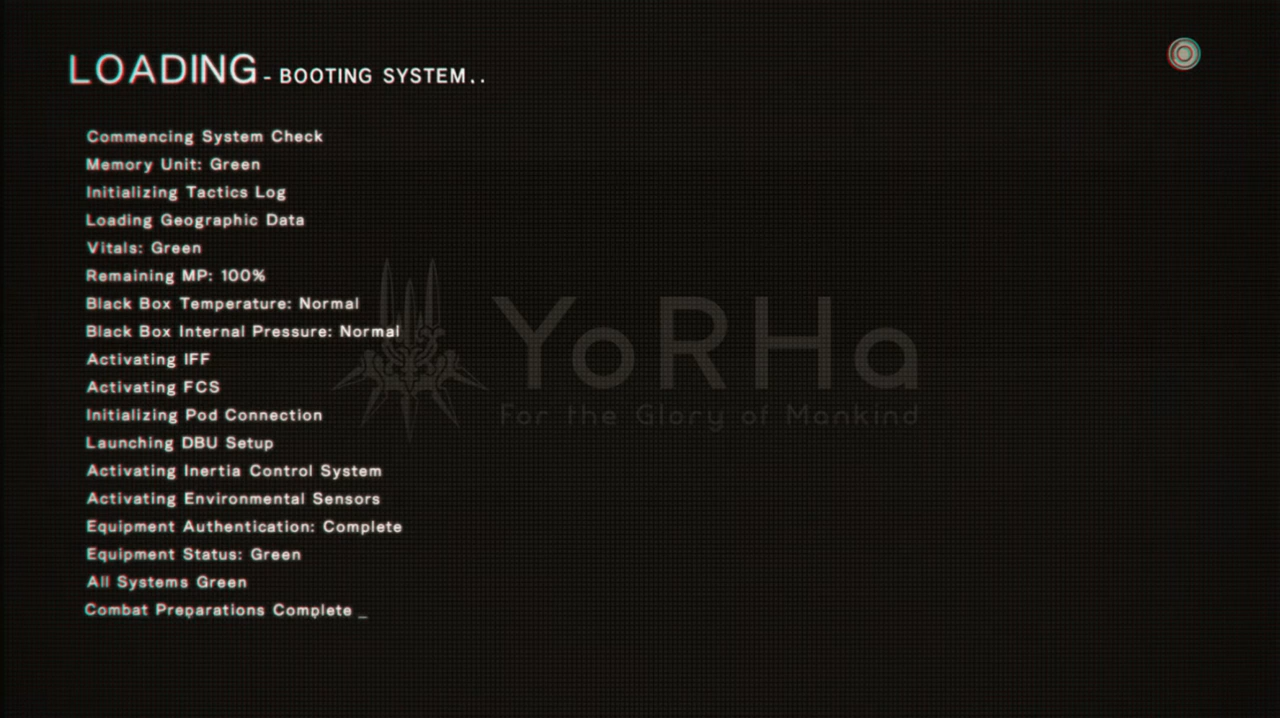 LOADING - BOOTING SYSTEM..
Commencing System Check
Memory Unit: Green
Initializing Tactics Log
Loading Geographic Data
Vitals: Green
Remaining MP: 100%
Black Box Temperature: Normal
Black Box Internal Pressure: Normal
Activating IFF
Activating FCS
Initializing Pod Connection
Launching DBU Setup
Activating Inertia Control System
Activating Environmental Sensors
Equipment Authentication: Complete
Equipment Status: Green
All Systems Green
Combat Preparations Complete _
YoRHa
For the Glory of Mankind